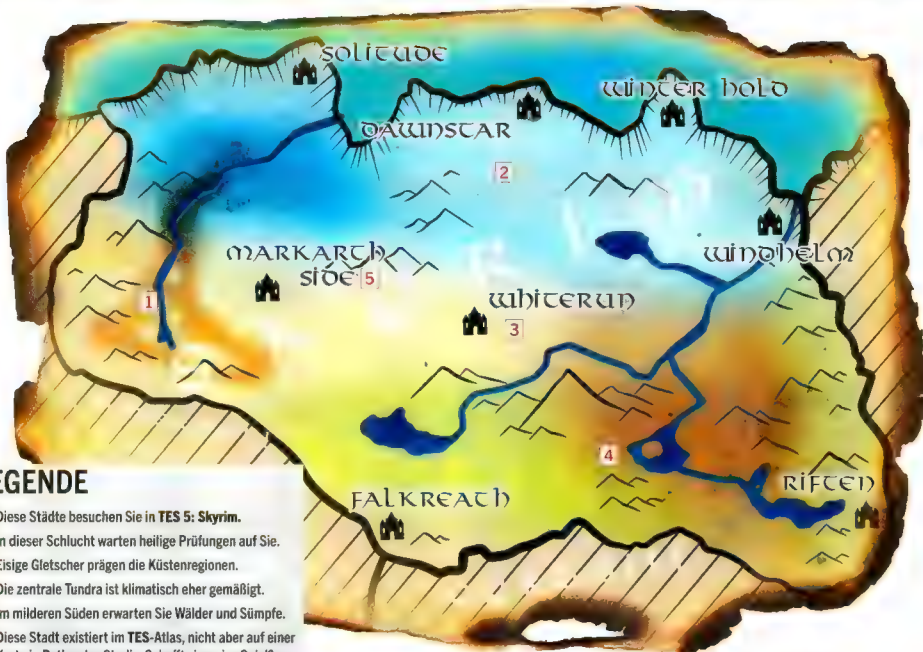 SOLITUDE
WINTER HOLD
DAWNSTAR
2
WINDHELM
MARKARTH
SIDE 5
1
WHITERUN
3
4
RIFTEN
FALKREATH
EGENDE
Diese Städte besuchen Sie in TES 5: Skyrim.
n dieser Schlucht warten heilige Prüfungen auf Sie.
Eisige Gletscher prägen die Küstenregionen.
Die zentrale Tundra ist klimatisch eher gemäßigt.
m milderen Süden erwarten Sie Wälder und Sümpfe.
Diese Stadt existiert im TES-Atlas, nicht aber auf einer